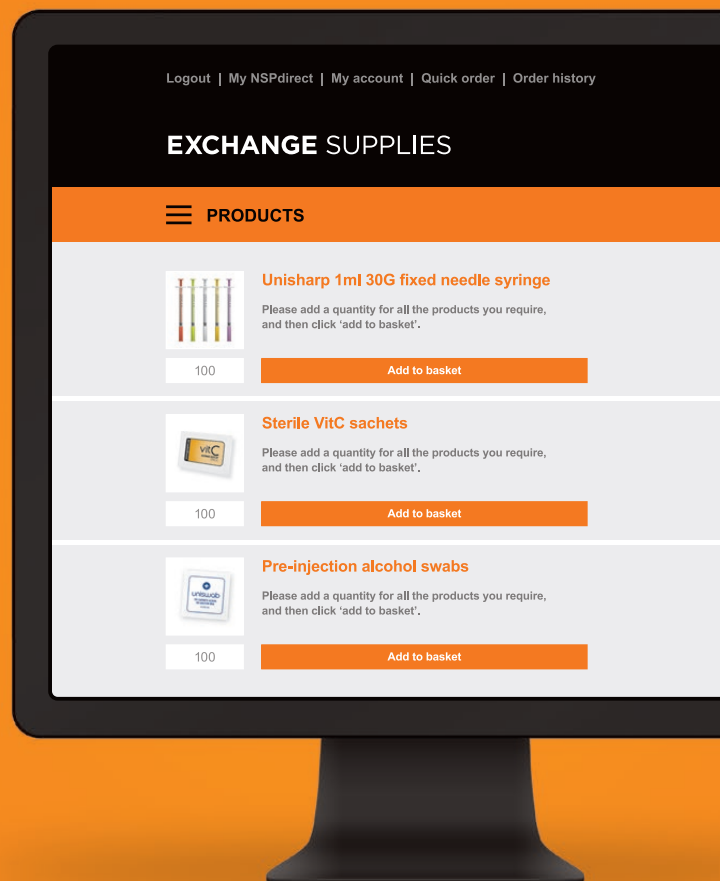 Logout | My NSPdirect | My account | Quick order | Order history
EXCHANGE SUPPLIES
PRODUCTS
Unisharp 1ml 30G fixed needle syringe
Please add a quantity for all the products you require,
and then click ‘add to basket’.
100
Add to basket
Sterile VitC sachets
Please add a quantity for all the products you require,
and then click ‘add to basket’.
vitC
100
Add to basket
Pre-injection alcohol swabs
Please add a quantity for all the products you require,
and then click ‘add to basket’.
uniswab
100
Add to basket